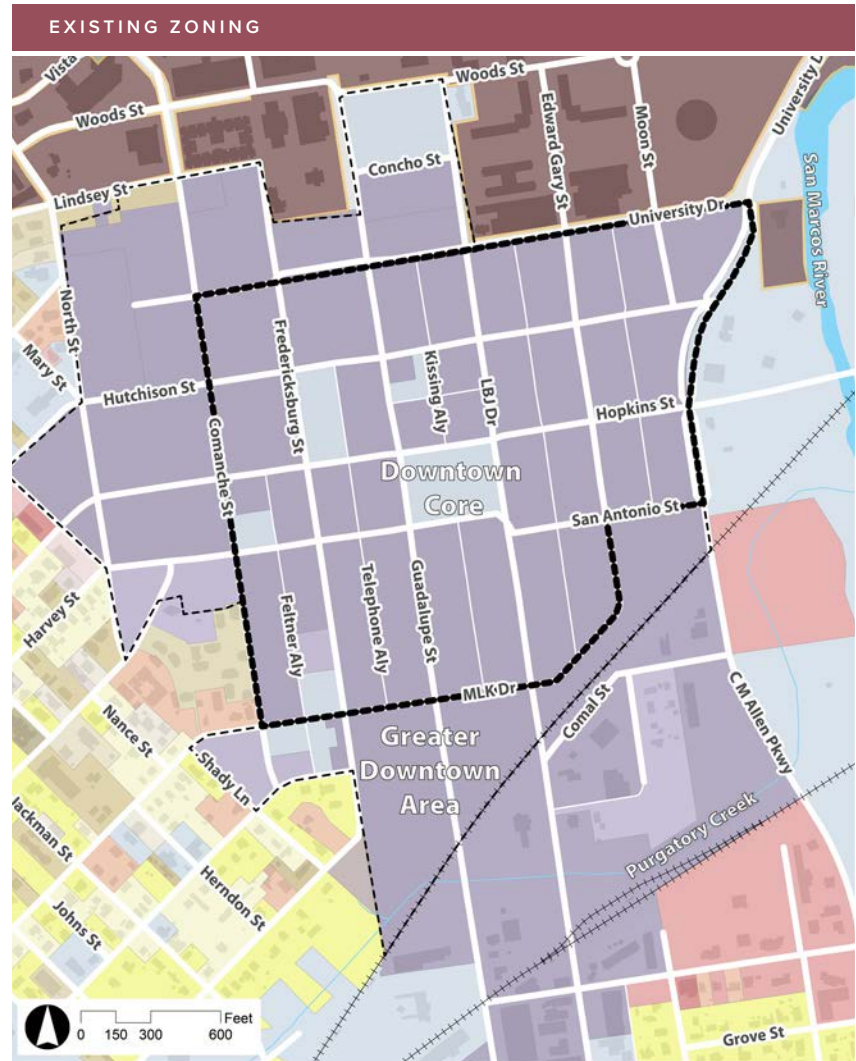 EXISTING ZONING
Vista
Woods St
Woods St
University Dr
Edward Gary St
Moon St
Concho St
Lindsey St
University Dr
San Marcos River
North St
Mary St
Fredericksburg St
Kissing Aly
LBJ Dr
Hutchison St
Hopkins St
Comanche St
Downtown
Core
San Antonio St
Harvey St
Feltner Aly
Telephone Aly
Guadalupe St
MLK Dr
Comal St
C M Allen Pkwy
Nance St
Shady Ln
Greater
Downtown
Area
Purgatory Creek
Jackman St
Herndon St
Johns St
Feet
0 150 300 600
Grove St